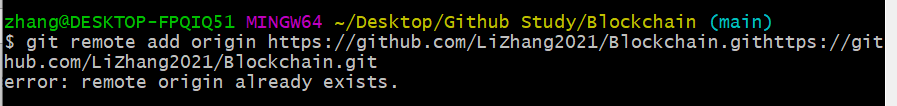 zhang@DESKTOP-FPQIQ51 MINGW64 ~/Desktop/Github Study/Blockchain (main)
$ git remote add origin https://github.com/LiZhang2021/Blockchain.githttps://git
hub.com/LiZhang2021/Blockchain.git
error: remote origin already exists.